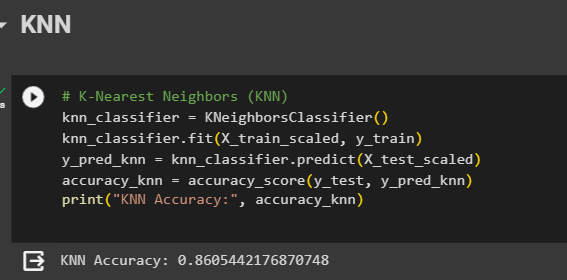 KNN
# K-Nearest Neighbors (KNN)
knn_classifier = KNeighborsClassifier()
knn_classifier.fit(X_train_scaled, y_train)
y_pred_knn = knn_classifier.predict(X_test_scaled)
accuracy_knn = accuracy_score(y_test, y_pred_knn)
print("KNN Accuracy:", accuracy_knn)
KNN Accuracy: 0.8605442176870748